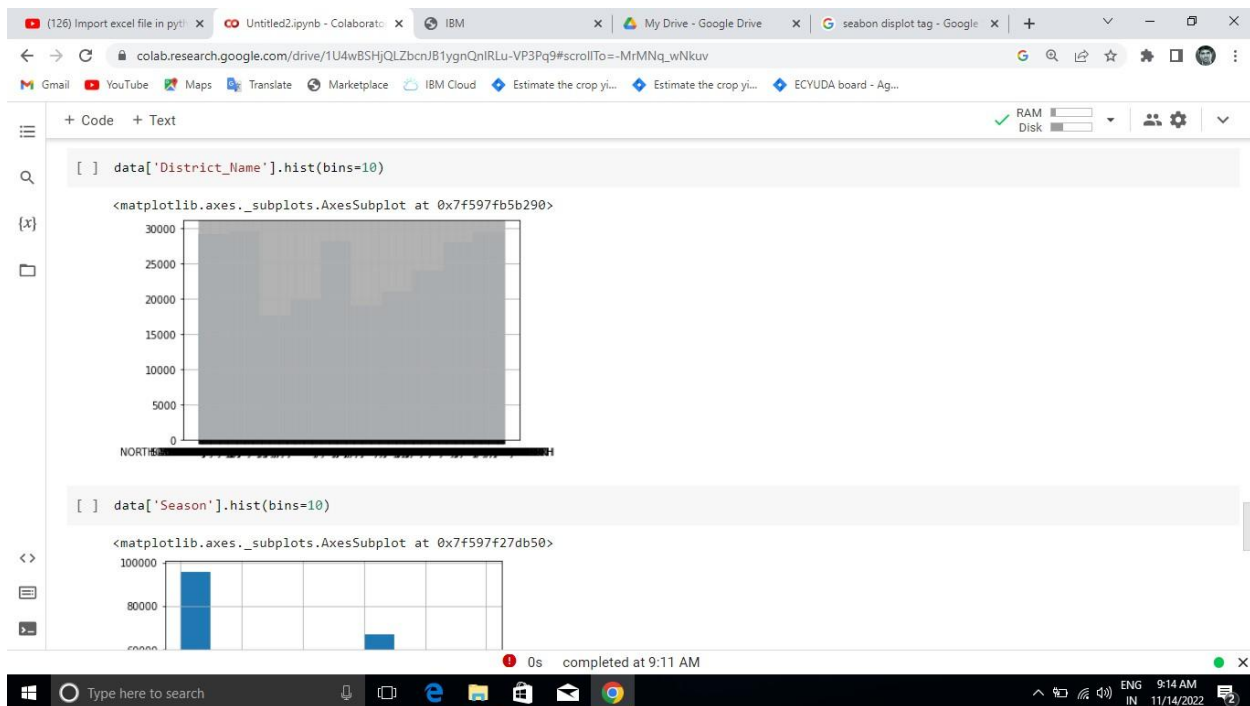 (126) Import excel file in pyth
Untitled2.ipynb - Colaborato
IBM
My Drive - Google Drive
seabon displot tag - Google
colab.research.google.com/drive/1U4wBSHjQLZbcnJB1ygnQnIRLu-VP3Pq9#scrollTo=-MrMNq_wNkuv
Gmail YouTube Maps Translate Marketplace IBM Cloud Estimate the crop yi... Estimate the crop yi... ECYUDA board - Ag...
+ Code + Text
RAM
Disk
[ ] data['District_Name'].hist(bins=10)
<matplotlib.axes._subplots.AxesSubplot at 0x7f597fb5b290>
30000
25000
20000
15000
10000
5000
0
[ ] data['Season'].hist(bins=10)
<matplotlib.axes._subplots.AxesSubplot at 0x7f597f27db50>
100000
80000
60000
0s completed at 9:11 AM
Type here to search
ENG 9:14 AM
IN 11/14/2022